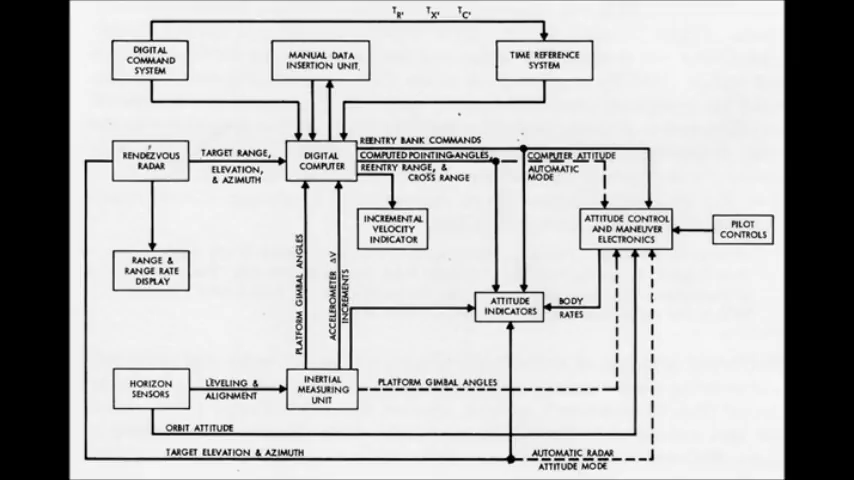 TR, TX, TC,
DIGITAL
COMMAND
SYSTEM
MANUAL DATA
INSERTION UNIT
TIME REFERENCE
SYSTEM
RENDEZVOUS
RADAR
TARGET RANGE,
ELEVATION,
& AZIMUTH
DIGITAL
COMPUTER
REENTRY BANK COMMANDS
COMPUTED POINTING ANGLES,
REENTRY RANGE, &
CROSS RANGE
COMPUTER ATTITUDE
AUTOMATIC
MODE
INCREMENTAL
VELOCITY
INDICATOR
ATTITUDE CONTROL
AND MANEUVER
ELECTRONICS
PILOT
CONTROLS
RANGE &
RANGE RATE
DISPLAY
PLATFORM GIMBAL ANGLES
ACCELEROMETER ΔV
INCREMENTS
ATTITUDE
INDICATORS
BODY
RATES
HORIZON
SENSORS
LEVELING &
ALIGNMENT
INERTIAL
MEASURING
UNIT
PLATFORM GIMBAL ANGLES
ORBIT ATTITUDE
TARGET ELEVATION & AZIMUTH
AUTOMATIC RADAR
ATTITUDE MODE